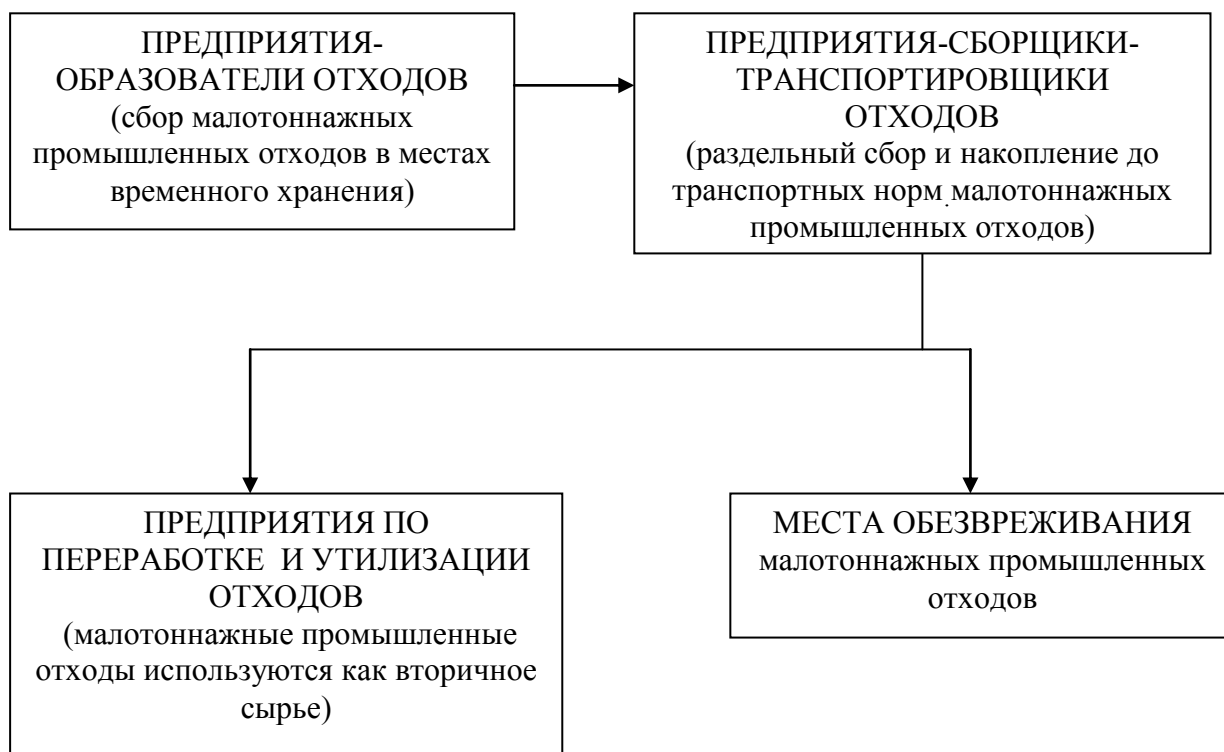 ПРЕДПРИЯТИЯ-
ОБРАЗОВАТЕЛИ ОТХОДОВ
(сбор малотоннажных
промышленных отходов в местах
временного хранения)
ПРЕДПРИЯТИЯ-СБОРЩИКИ-
ТРАНСПОРТИРОВЩИКИ
ОТХОДОВ
(раздельный сбор и накопление до
транспортных норм малотоннажных
промышленных отходов)
ПРЕДПРИЯТИЯ ПО
ПЕРЕРАБОТКЕ И УТИЛИЗАЦИИ
ОТХОДОВ
(малотоннажные промышленные
отходы используются как вторичное
сырье)
МЕСТА ОБЕЗВРЕЖИВАНИЯ
малотоннажных промышленных
отходов